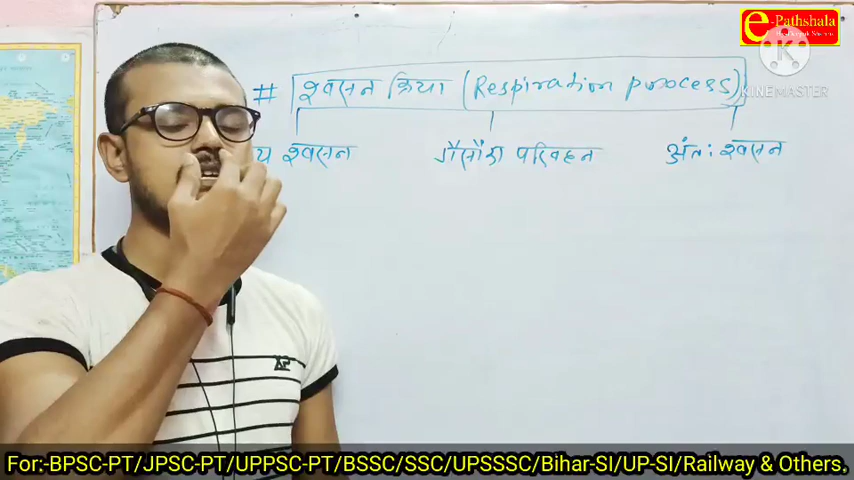 e-Pathshala
KINEMASTER
# श्वसन क्रिया (Respiration process)
य श्वसन
गैसों का परिवहन
अंतः श्वसन
For:-BPSC-PT/JPSC-PT/UPPSC-PT/BSSC/SSC/UPSSSC/Bihar-SI/UP-SI/Railway & Others.